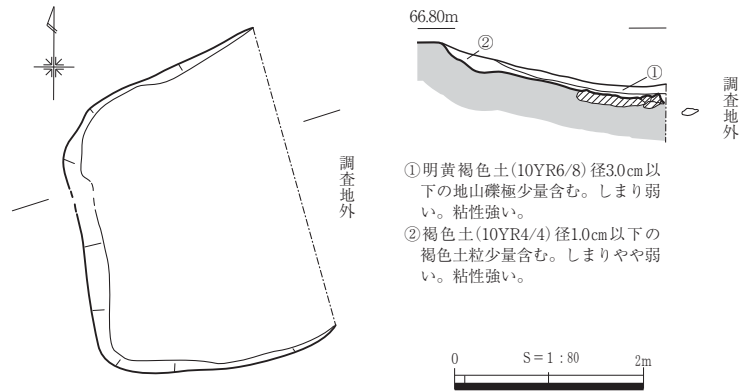 66.80m
②
①
調査地外
調査地外
①明黄褐色土(10YR6/8)径3.0㎝以
下の地山礫極少量含む。しまり弱
い。粘性強い。
②褐色土(10YR4/4)径1.0㎝以下の
褐色土粒少量含む。しまりやや弱
い。粘性強い。
0 S=1:80 2m